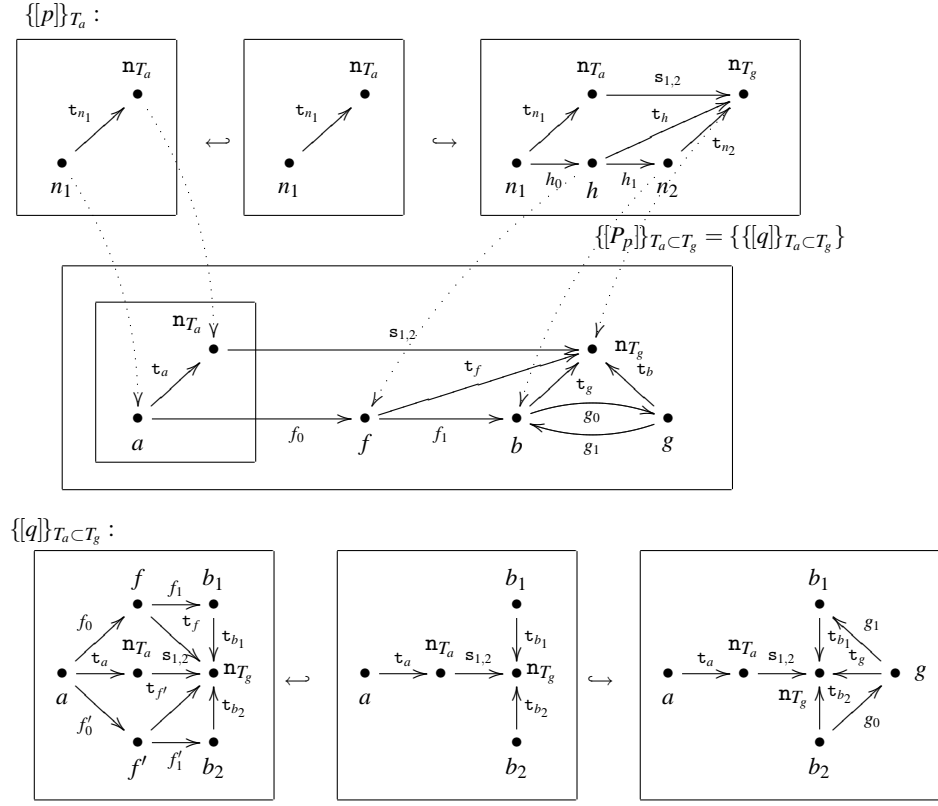 {[p]}_{T_a} :
n_{T_a} n_{T_a} n_{T_a} s_{1,2} n_{T_g}
t_{n_1} t_{n_1} t_{n_1} t_h t_{n_2}
↩ ↪
n_1 n_1 n_1 h_0 h h_1 n_2
{[P_p]}_{T_a⊂T_g} = {{[q]}_{T_a⊂T_g}}
n_{T_a} s_{1,2} n_{T_g}
t_a t_f t_g t_b
g_0
a f_0 f f_1 b g_1 g
{[q]}_{T_a⊂T_g} :
f f_1 b_1 b_1 b_1
f_0 t_f g_1
n_{T_a} t_{b_1} n_{T_a} t_{b_1} n_{T_a} t_{b_1}
t_a s_{1,2} n_{T_g} t_a s_{1,2} n_{T_g} t_a s_{1,2} t_g
a t_{f'} ↩ a ↪ a n_{T_g} g
f'_0 t_{b_2} t_{b_2} t_{b_2} g_0
f' f'_1 b_2 b_2 b_2